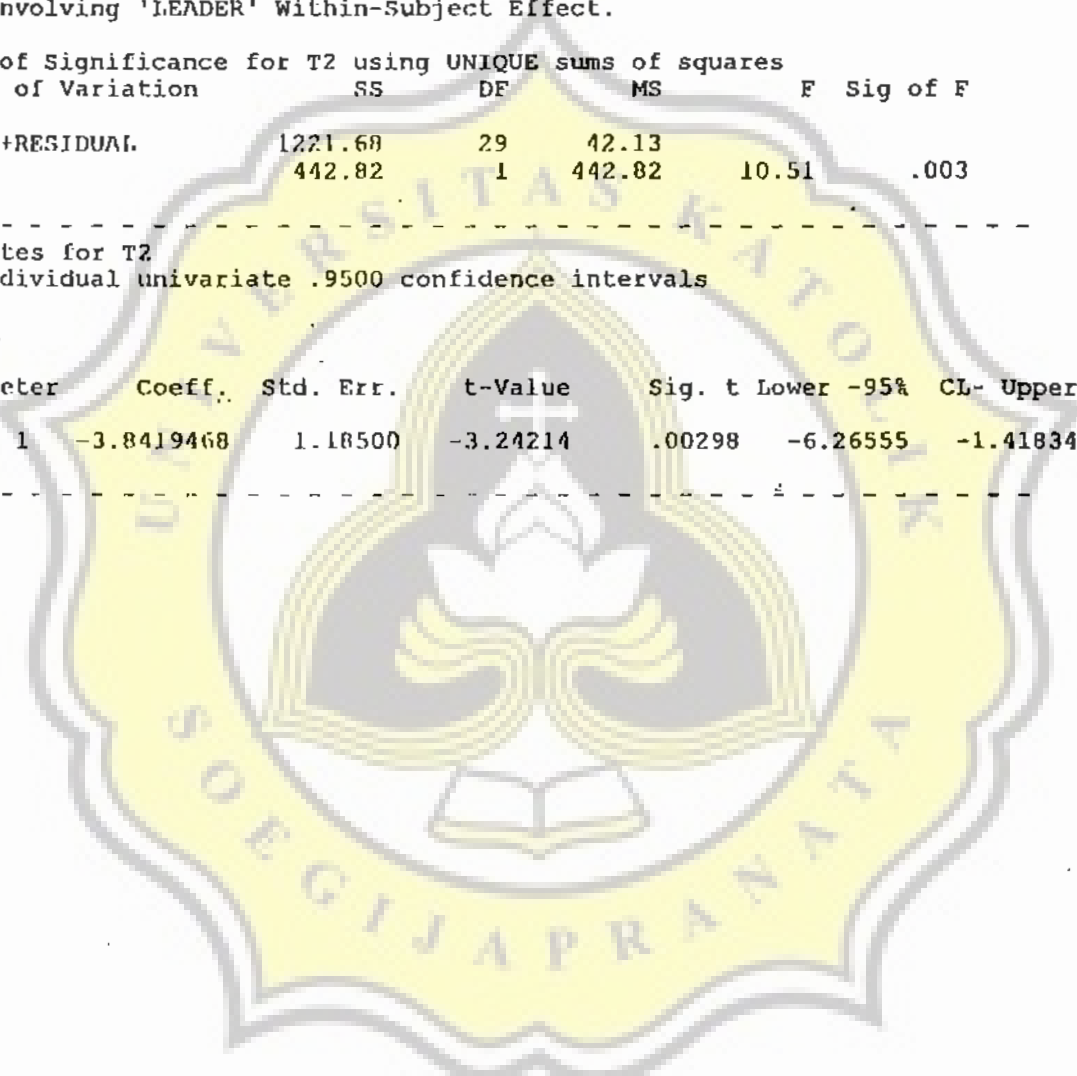 nvolving 'LEADER' Within-Subject Effect.
of Significance for T2 using UNIQUE sums of squares
of Variation SS DF MS F Sig of F
+RESIDUAL 1221.68 29 42.13
442.82 1 442.82 10.51 .003
- - - - - - - - - - - - - - - - - - - - - - - - - - - - - - - - - - -
tes for T2
dividual univariate .9500 confidence intervals
eter Coeff. Std. Err. t-Value Sig. t Lower -95% CL- Upper
1 -3.8419468 1.18500 -3.24214 .00298 -6.26555 -1.41834
- - - - - - - - - - - - - - - - - - - - - - - - - - - - - - - - - - -
UNIVERSITAS KATOLIK
SOEGIJAPRANATA